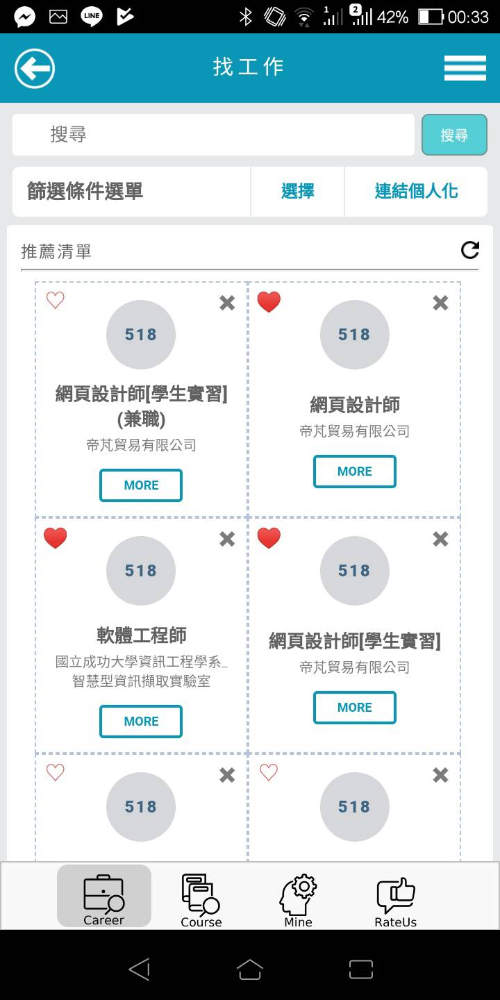 LINE
1
2
42%
00:33
找工作
搜尋
搜尋
篩選條件選單
選擇
連結個人化
推薦清單
518
網頁設計師[學生實習]
(兼職)
帝芃貿易有限公司
MORE
518
網頁設計師
帝芃貿易有限公司
MORE
518
軟體工程師
國立成功大學資訊工程學系_
智慧型資訊擷取實驗室
MORE
518
網頁設計師[學生實習]
帝芃貿易有限公司
MORE
518
518
Career
Course
Mine
RateUs